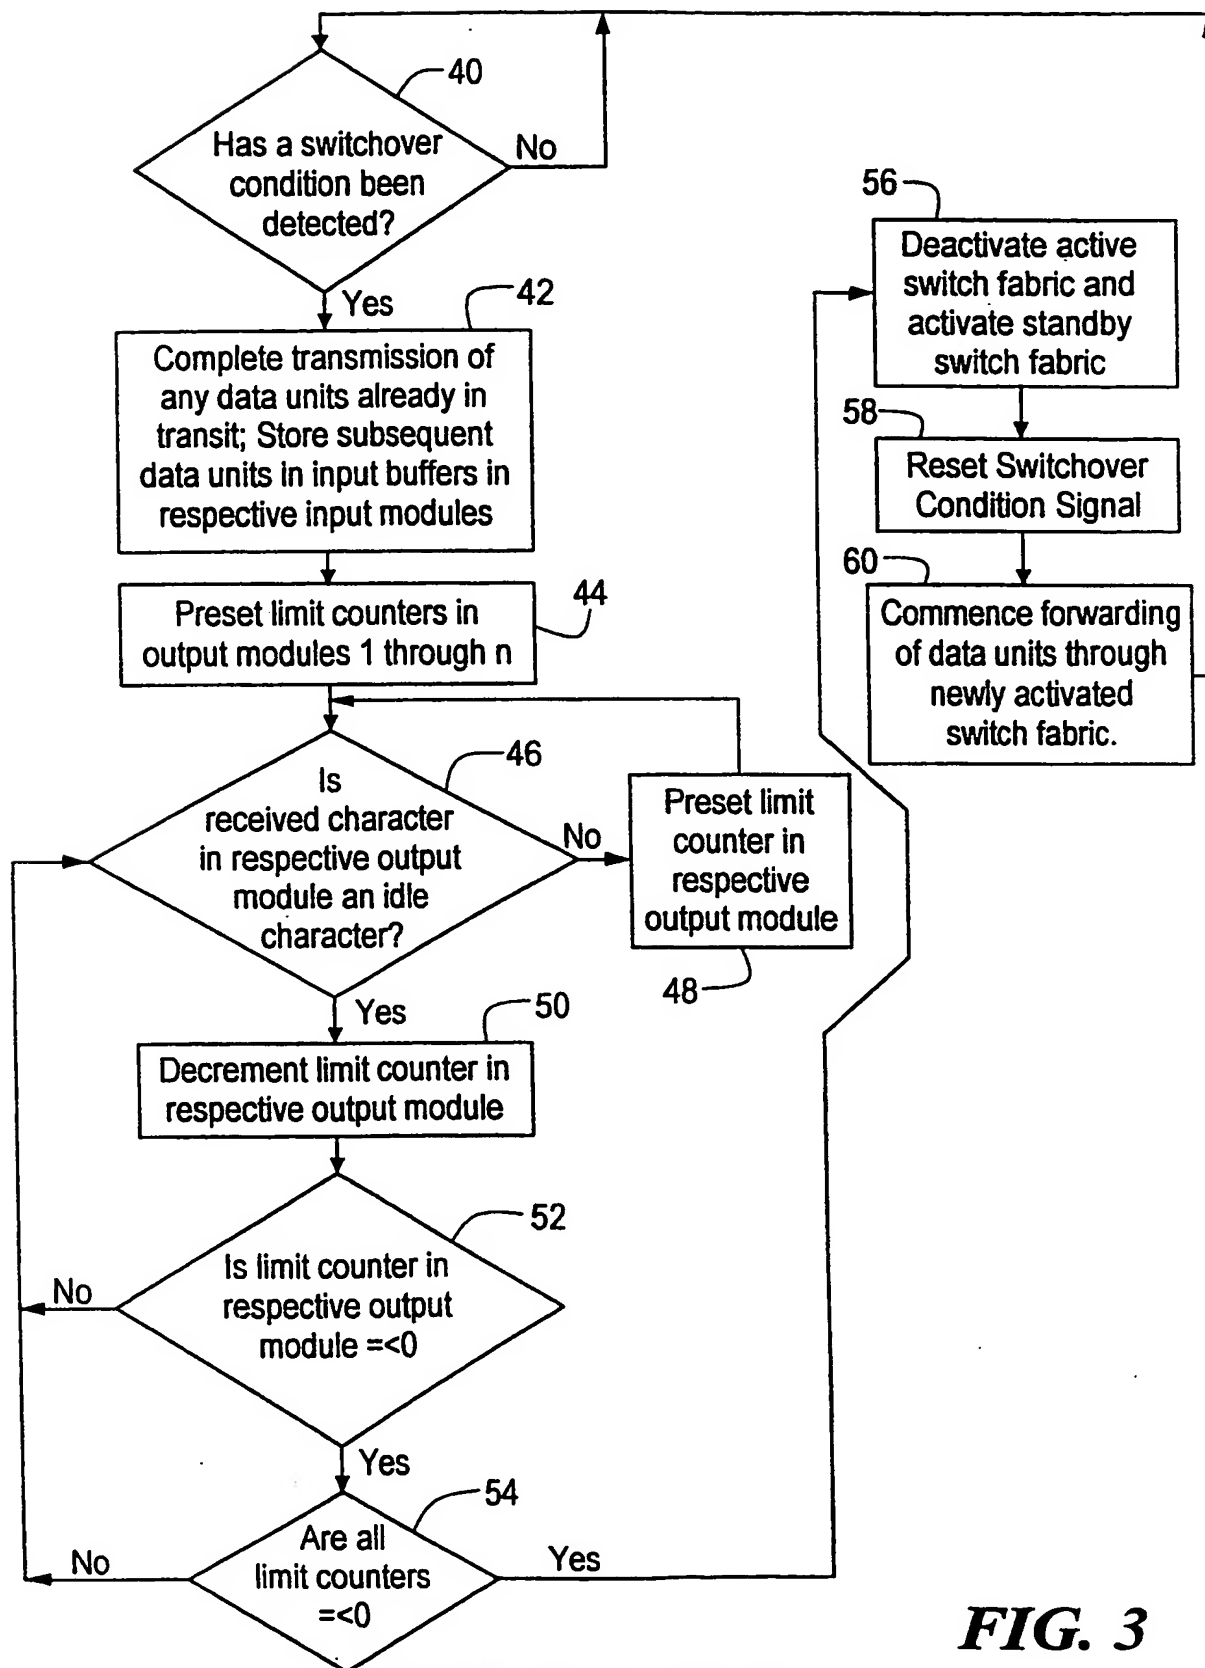 40
Has a switchover
condition been
detected?
No
Yes
42
Complete transmission of
any data units already in
transit; Store subsequent
data units in input buffers in
respective input modules
44
Preset limit counters in
output modules 1 through n
46
Is
received character
in respective output
module an idle
character?
No
Preset limit
counter in
respective
output module
48
Yes
50
Decrement limit counter in
respective output module
52
Is limit counter in
respective output
module =<0
No
Yes
54
Are all
limit counters
=<0
No
Yes
56
Deactivate active
switch fabric and
activate standby
switch fabric
58
Reset Switchover
Condition Signal
60
Commence forwarding
of data units through
newly activated
switch fabric.
FIG. 3